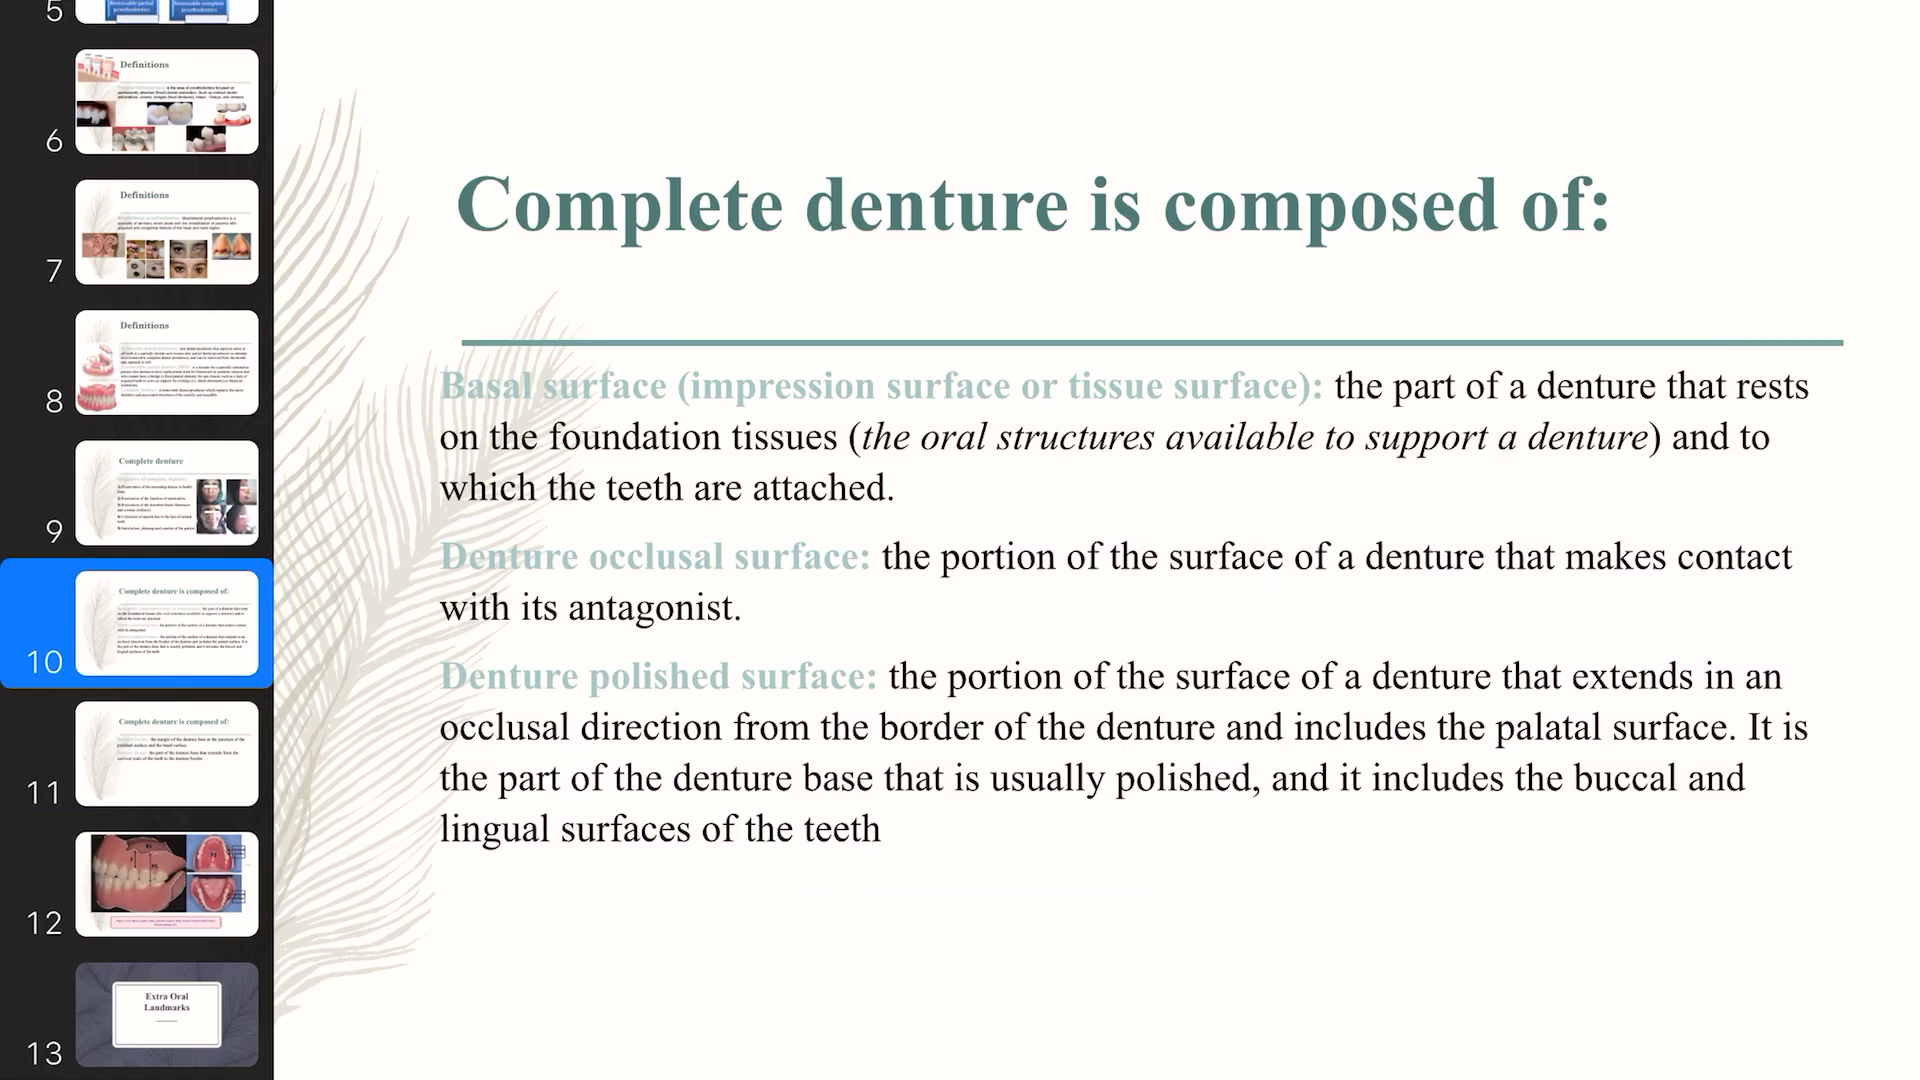 5
Removable partial
prosthodontics
Removable complete
prosthodontics
6
Definitions
7
Definitions
8
Definitions
9
Complete denture
10
Complete denture is composed of:
11
Complete denture is composed of:
12
13
Extra Oral
Landmarks
Complete denture is composed of:
Basal surface (impression surface or tissue surface): the part of a denture that rests
on the foundation tissues (the oral structures available to support a denture) and to
which the teeth are attached.
Denture occlusal surface: the portion of the surface of a denture that makes contact
with its antagonist.
Denture polished surface: the portion of the surface of a denture that extends in an
occlusal direction from the border of the denture and includes the palatal surface. It is
the part of the denture base that is usually polished, and it includes the buccal and
lingual surfaces of the teeth